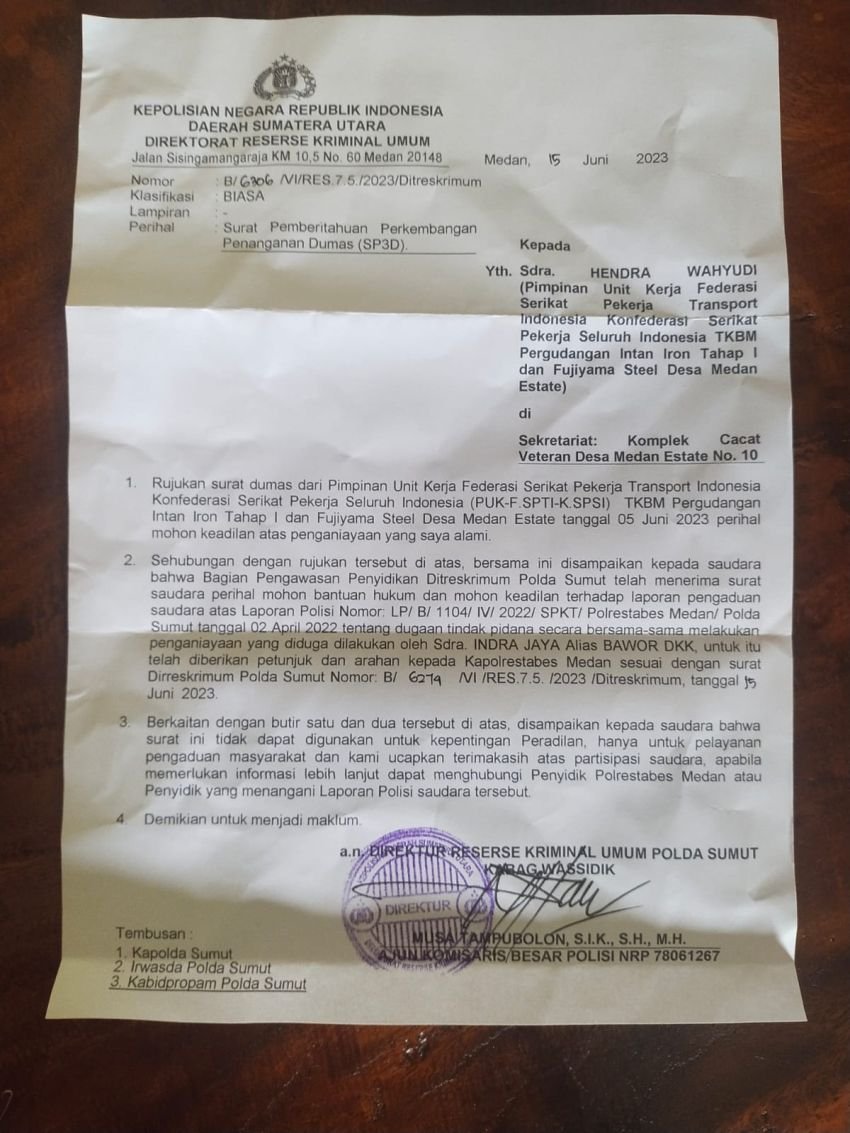 KEPOLISIAN NEGARA REPUBLIK INDONESIA
DAERAH SUMATERA UTARA
DIREKTORAT RESERSE KRIMINAL UMUM
Jalan Sisingamangaraja KM 10,5 No. 60 Medan 20148
Medan, 15 Juni 2023
Nomor : B/ 6306 /VI/RES.7.5./2023/Ditreskrimum
Klasifikasi : BIASA
Lampiran : -
Perihal : Surat Pemberitahuan Perkembangan
Penanganan Dumas (SP3D).
Kepada
Yth. Sdra. HENDRA WAHYUDI
(Pimpinan Unit Kerja Federasi
Serikat Pekerja Transport
Indonesia Konfederasi Serikat
Pekerja Seluruh Indonesia TKBM
Pergudangan Intan Iron Tahap I
dan Fujiyama Steel Desa Medan
Estate)
di
Sekretariat: Komplek Cacat
Veteran Desa Medan Estate No. 10
1. Rujukan surat dumas dari Pimpinan Unit Kerja Federasi Serikat Pekerja Transport Indonesia
Konfederasi Serikat Pekerja Seluruh Indonesia (PUK-F.SPTI-K.SPSI) TKBM Pergudangan
Intan Iron Tahap I dan Fujiyama Steel Desa Medan Estate tanggal 05 Juni 2023 perihal
mohon keadilan atas penganiayaan yang saya alami.
2. Sehubungan dengan rujukan tersebut di atas, bersama ini disampaikan kepada saudara
bahwa Bagian Pengawasan Penyidikan Ditreskrimum Polda Sumut telah menerima surat
saudara perihal mohon bantuan hukum dan mohon keadilan terhadap laporan pengaduan
saudara atas Laporan Polisi Nomor: LP/ B/ 1104/ IV/ 2022/ SPKT/ Polrestabes Medan/ Polda
Sumut tanggal 02 April 2022 tentang dugaan tindak pidana secara bersama-sama melakukan
penganiayaan yang diduga dilakukan oleh Sdra. INDRA JAYA Alias BAWOR DKK, untuk itu
telah diberikan petunjuk dan arahan kepada Kapolrestabes Medan sesuai dengan surat
Dirreskrimum Polda Sumut Nomor: B/ 6279 /VI /RES.7.5. /2023 /Ditreskrimum, tanggal 15
Juni 2023.
3. Berkaitan dengan butir satu dan dua tersebut di atas, disampaikan kepada saudara bahwa
surat ini tidak dapat digunakan untuk kepentingan Peradilan, hanya untuk pelayanan
pengaduan masyarakat dan kami ucapkan terimakasih atas partisipasi saudara, apabila
memerlukan informasi lebih lanjut dapat menghubungi Penyidik Polrestabes Medan atau
Penyidik yang menangani Laporan Polisi saudara tersebut.
4. Demikian untuk menjadi maklum.
a.n. DIREKTUR RESERSE KRIMINAL UMUM POLDA SUMUT
KABAG WASSIDIK
DIREKTUR
MUSA TAMPUBOLON, S.I.K., S.H., M.H.
AJUN KOMISARIS BESAR POLISI NRP 78061267
Tembusan :
1. Kapolda Sumut
2. Irwasda Polda Sumut
3. Kabidpropam Polda Sumut